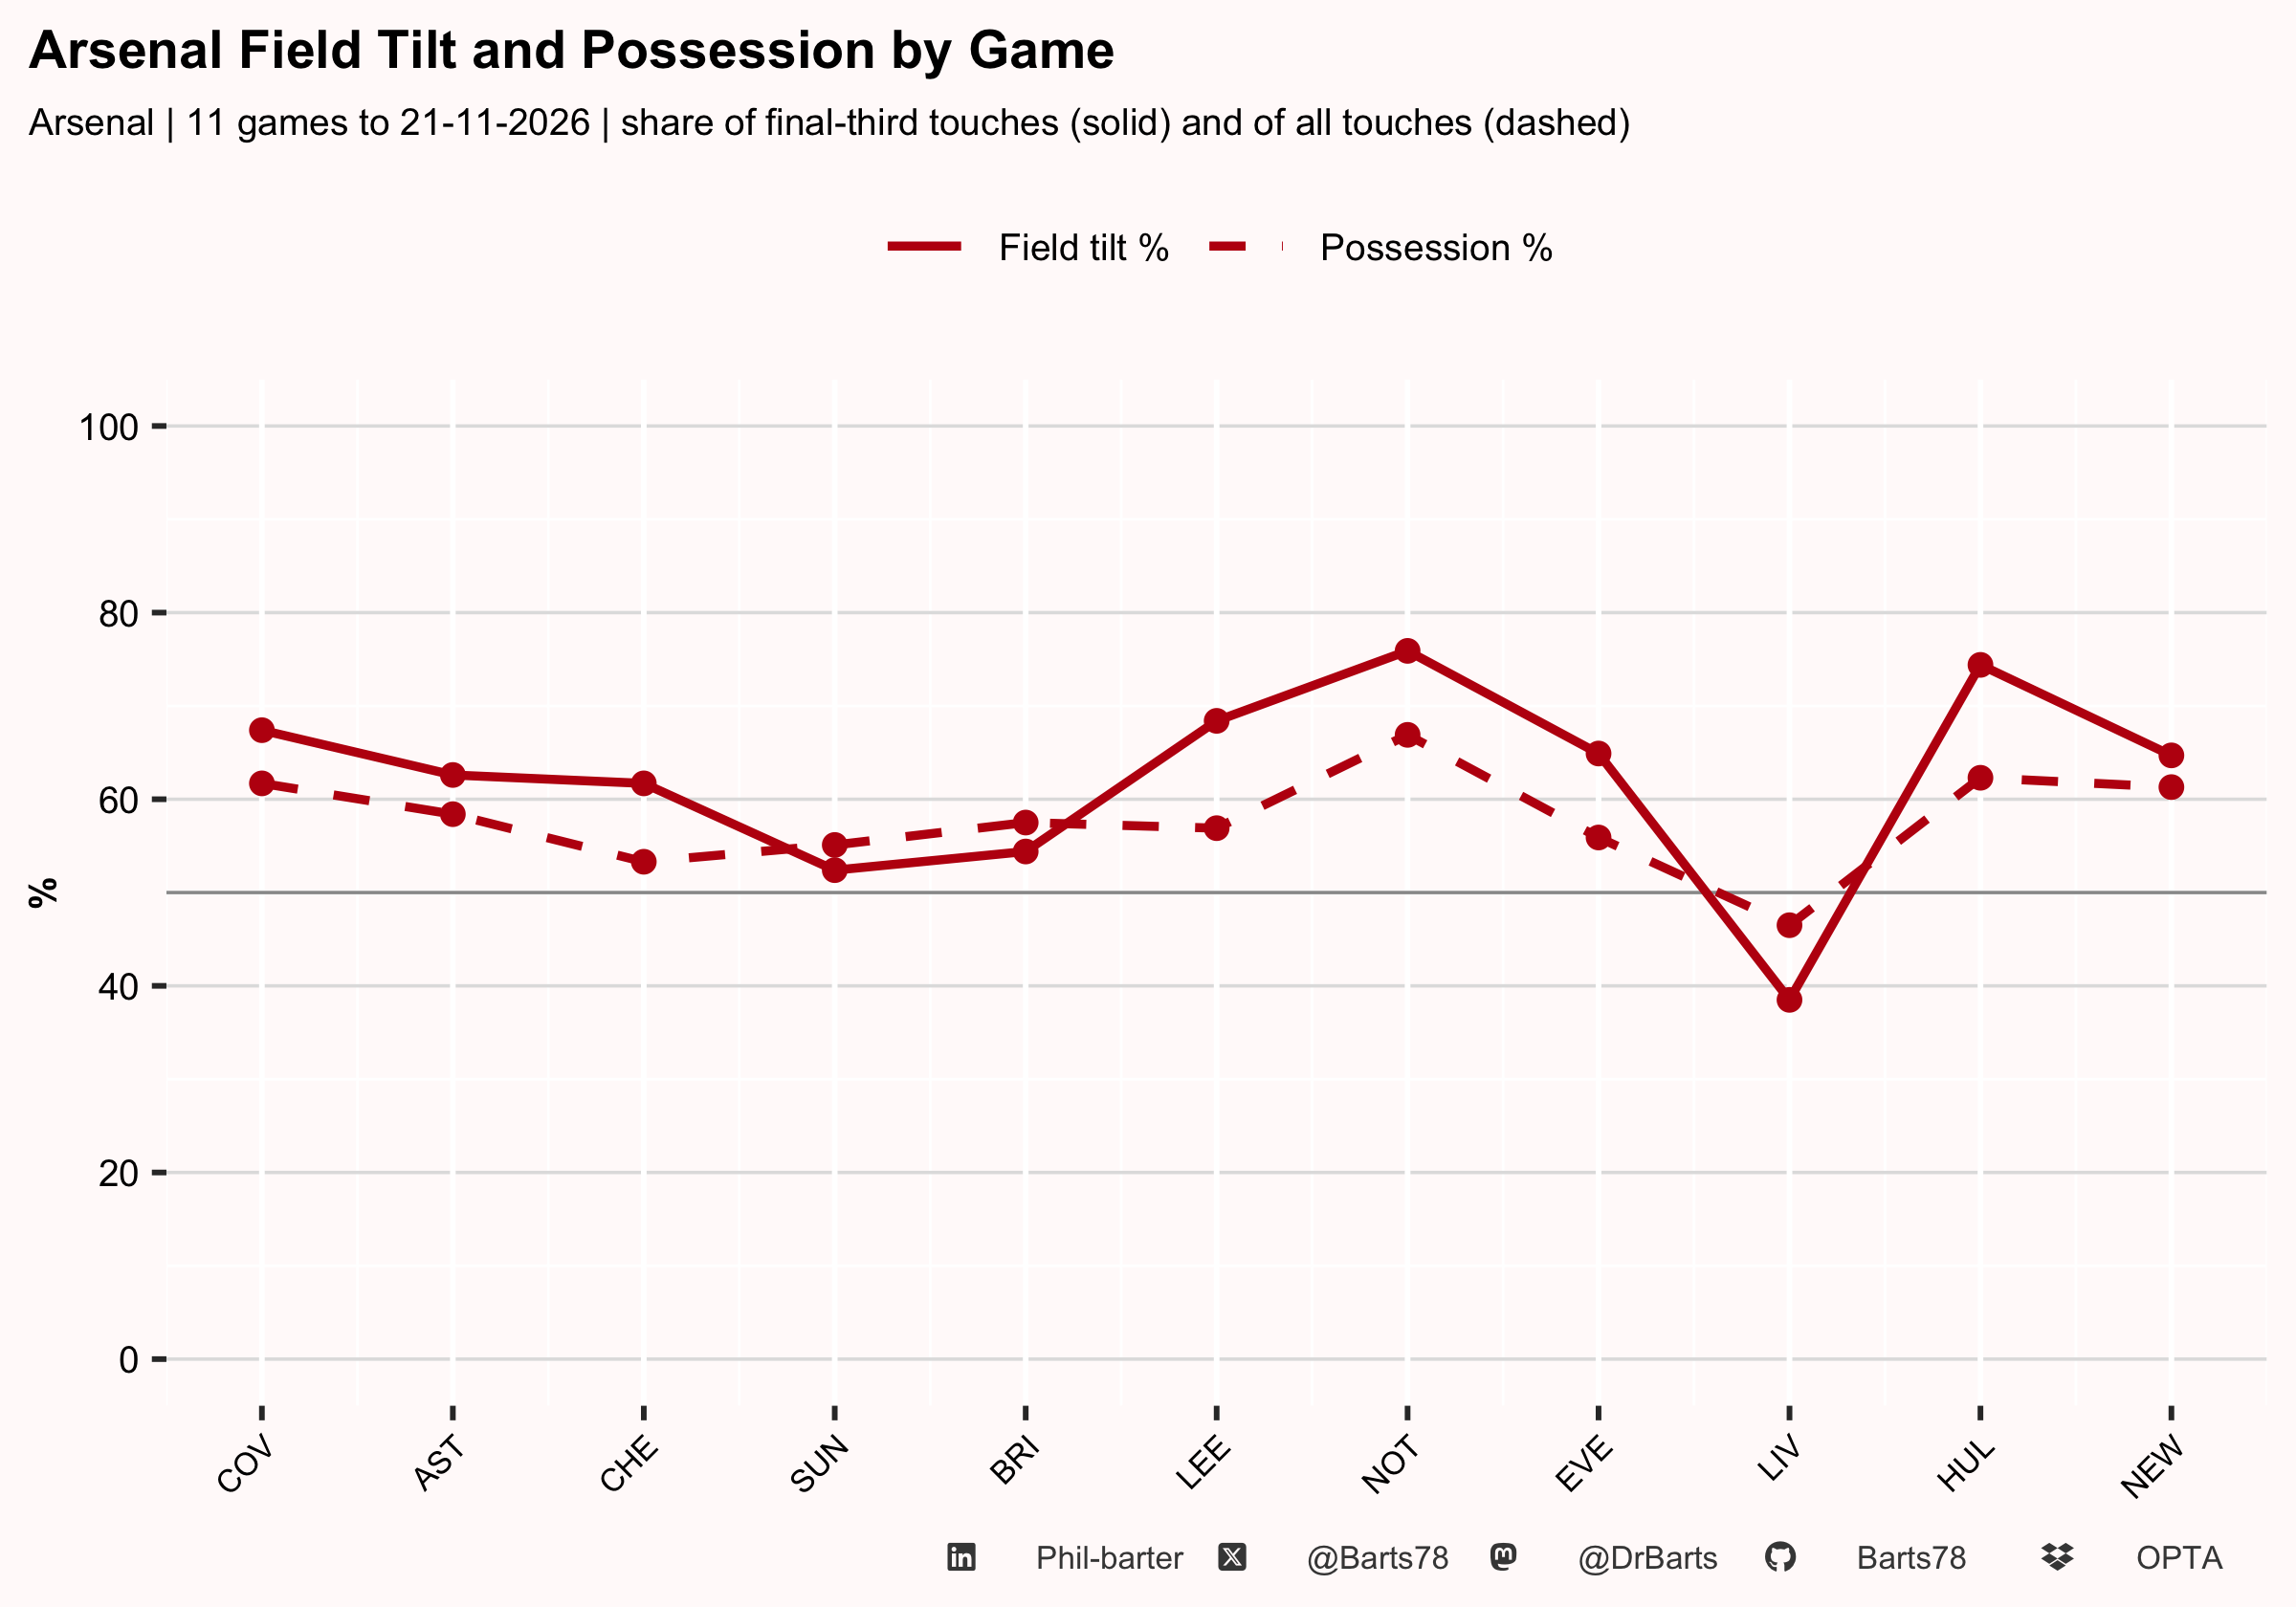 Arsenal Field Tilt and Possession by Game
Arsenal | 11 games to 21-11-2026 | share of final-third touches (solid) and of all touches (dashed)
Field tilt % Possession %
100
80
60
40
20
0
%
COV AST CHE SUN BRI LEE NOT EVE LIV HUL NEW
Phil-barter @Barts78 @DrBarts Barts78 OPTA